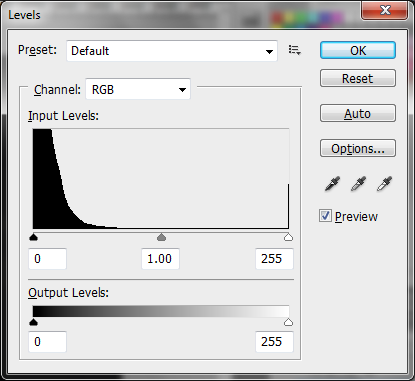 Levels
Preset: Default
OK
Reset
Auto
Options...
Preview
Channel: RGB
Input Levels:
0 1.00 255
Output Levels:
0 255